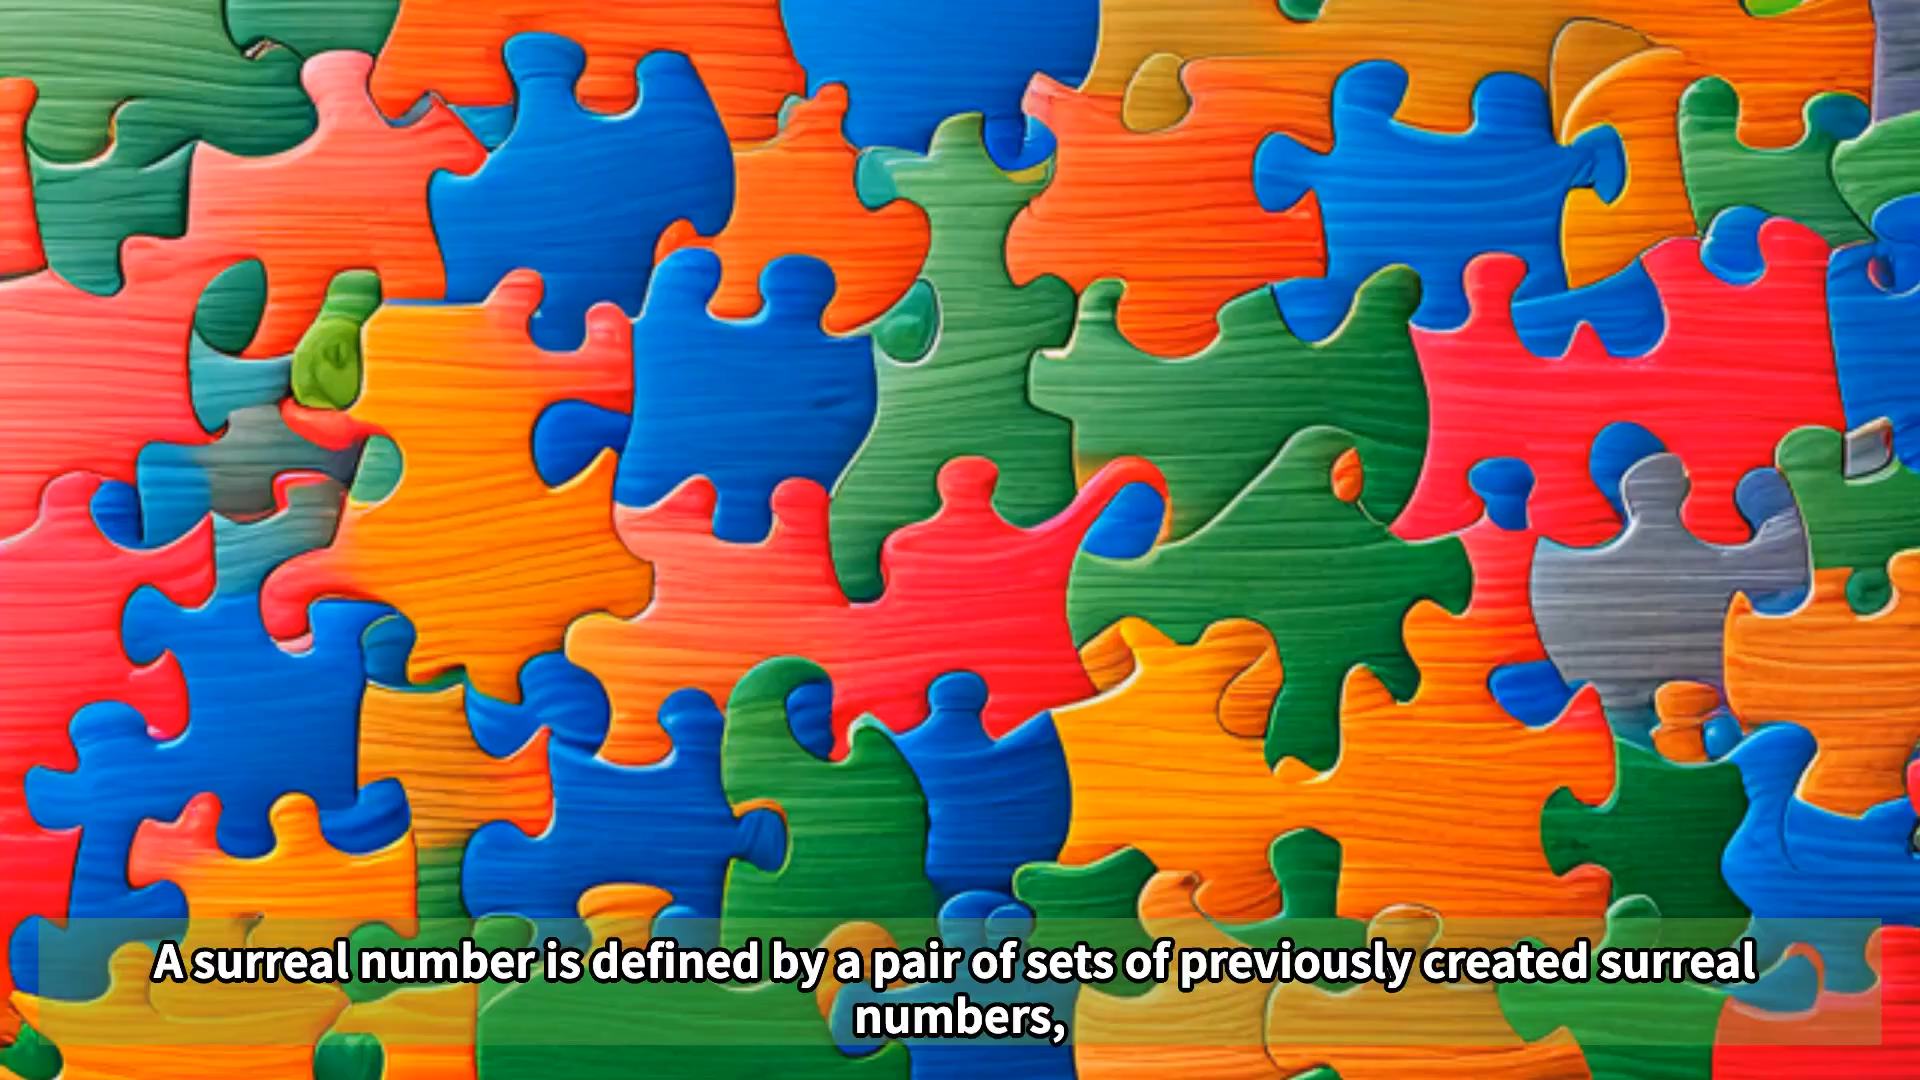 A surreal number is defined by a pair of sets of previously created surreal
numbers,